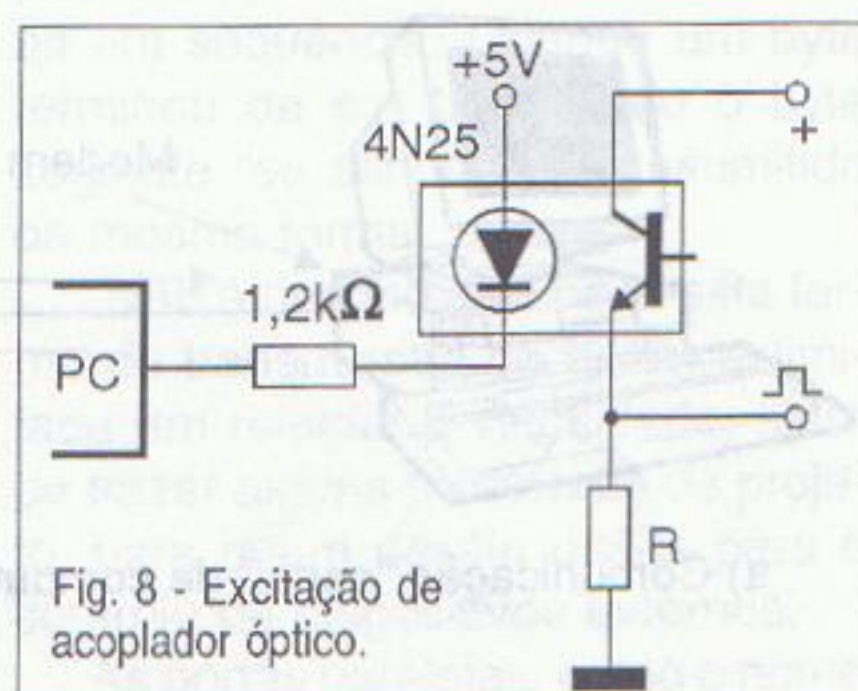 +5V
4N25
+
1,2kΩ
PC
R
Fig. 8 - Excitação de
acoplador óptico.